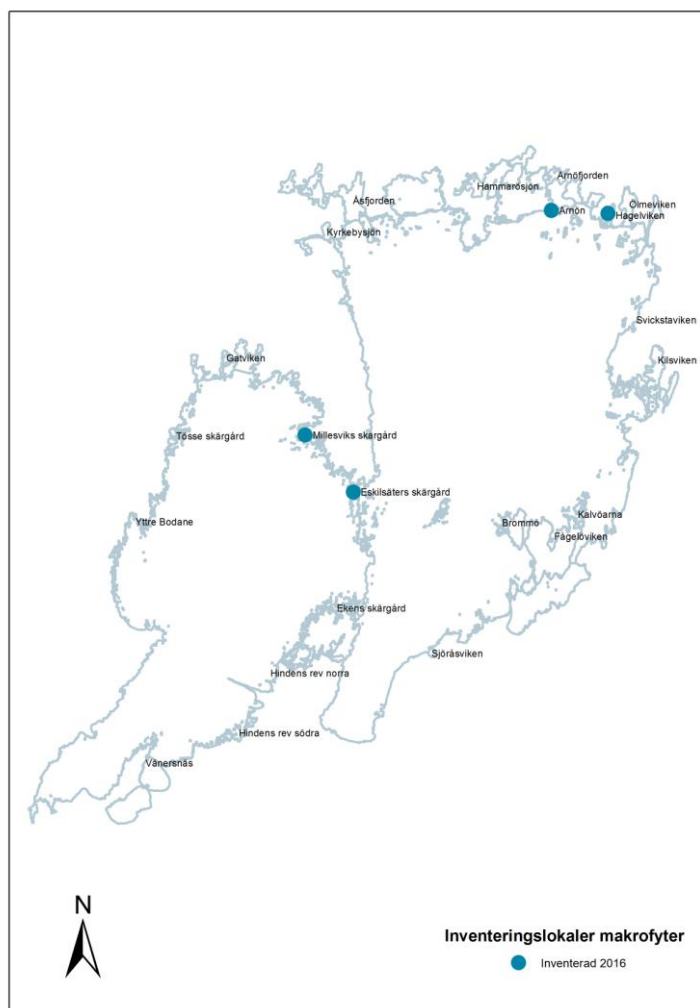 Arnöfjorden
Hammarösjön
Åsfjorden
Ölmeviken
Arnön
Hagelviken
Kyrkebysjön
Svickstaviken
Gatviken
Kilsviken
Tösse skärgård
Millesviks skärgård
Eskilsäters skärgård
Yttre Bodane
Brommö
Kalvöarna
Fågelöviken
Ekens skärgård
Sjöråsviken
Hindens rev norra
Hindens rev södra
Vänersnäs
N
Inventeringslokaler makrofyter
Inventerad 2016